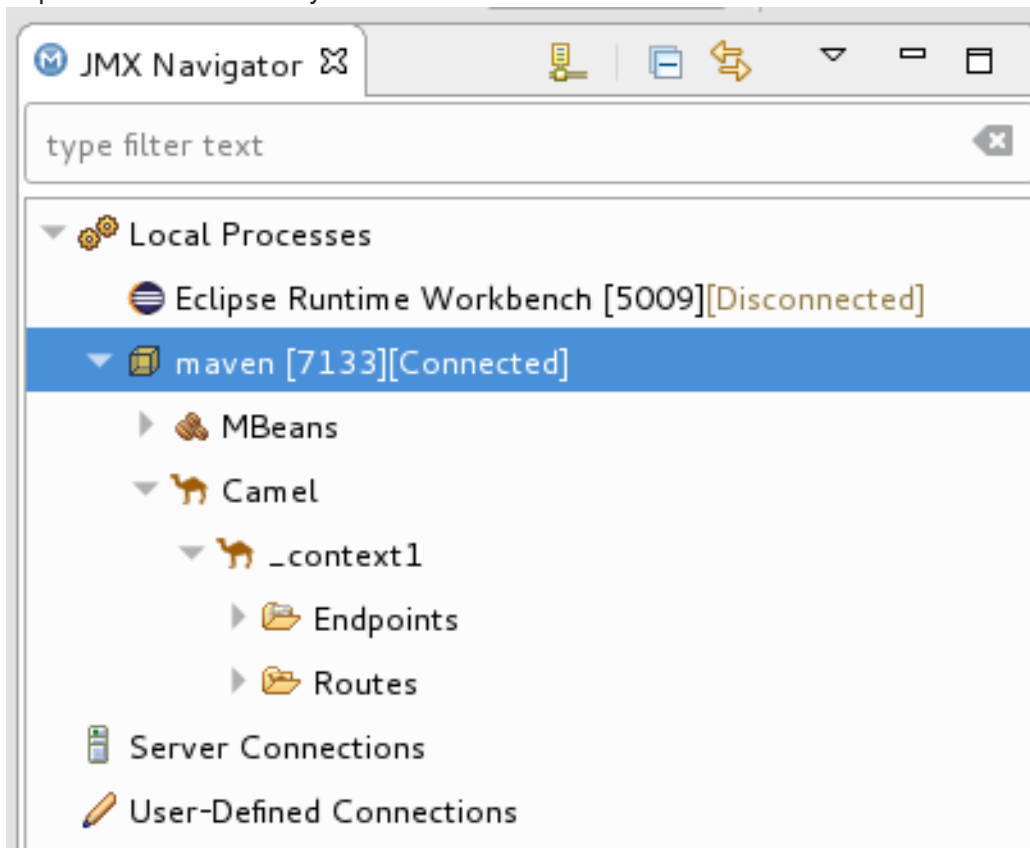 JMX Navigator
type filter text
Local Processes
Eclipse Runtime Workbench [5009][Disconnected]
maven [7133][Connected]
MBeans
Camel
_context1
Endpoints
Routes
Server Connections
User-Defined Connections